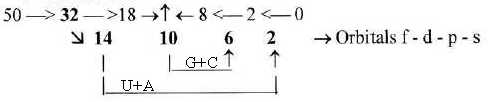 50 —> 32 —>18 →↑ ← 8 <— 2 <— 0
↘ 14 10 6 2 → Orbitals f - d - p - s
G+C
U+A